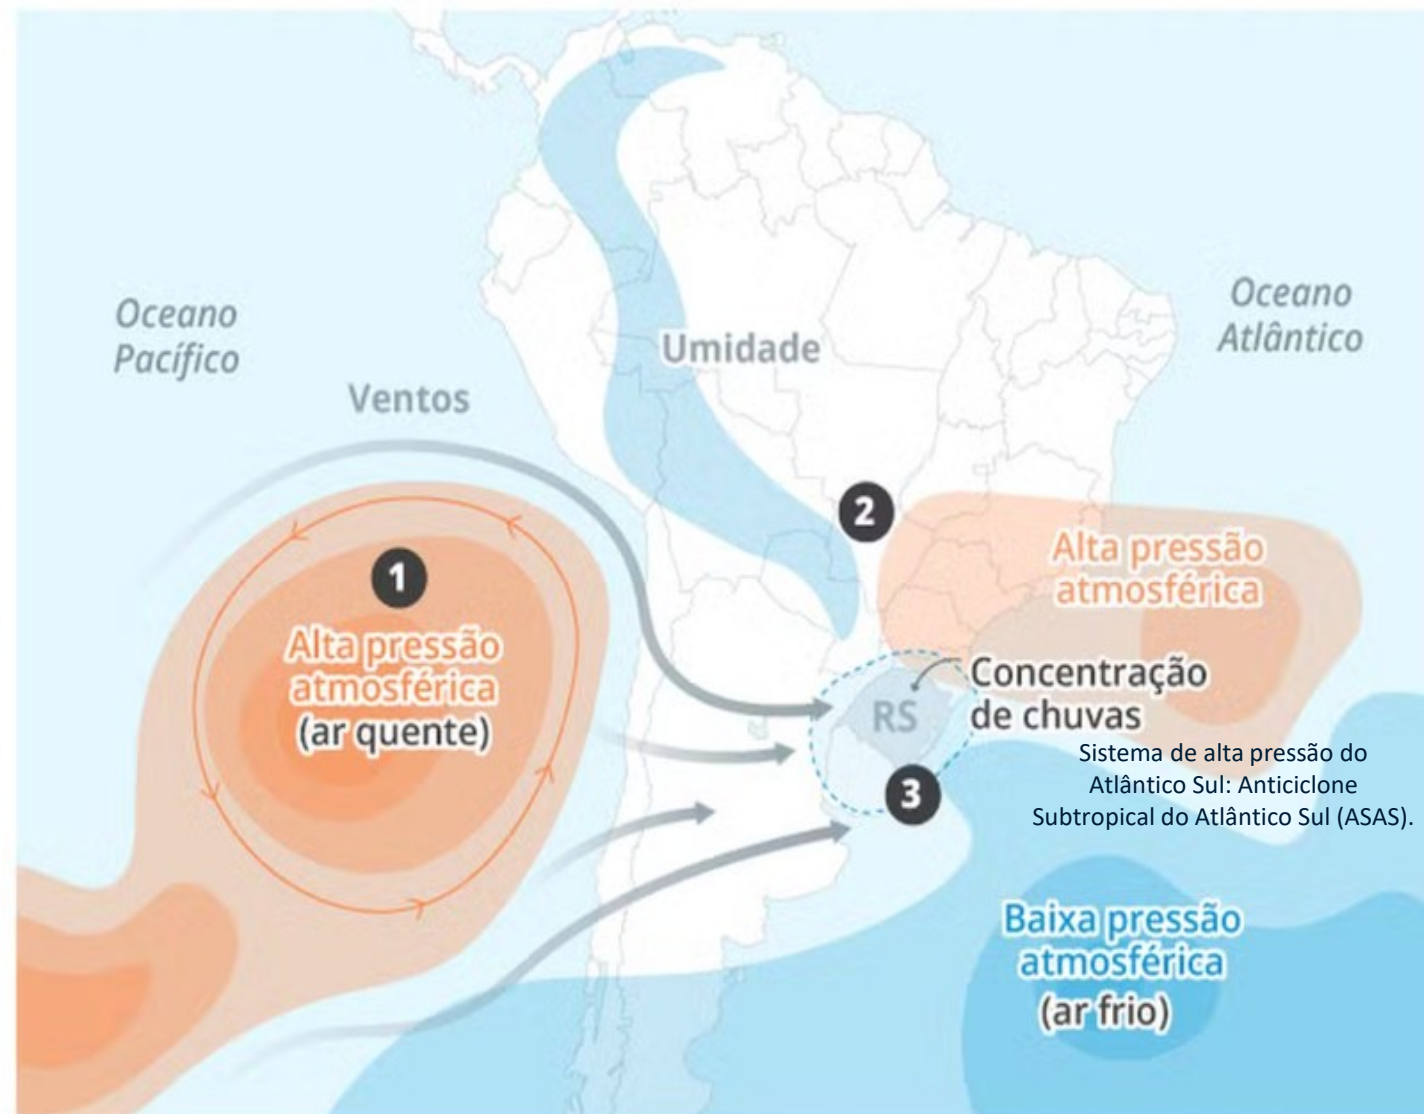 Oceano
Pacífico
Ventos
Umidade
Oceano
Atlântico
1
Alta pressão
atmosférica
(ar quente)
2
Alta pressão
atmosférica
Concentração
de chuvas
RS
3
Sistema de alta pressão do
Atlântico Sul: Anticiclone
Subtropical do Atlântico Sul (ASAS).
Baixa pressão
atmosférica
(ar frio)